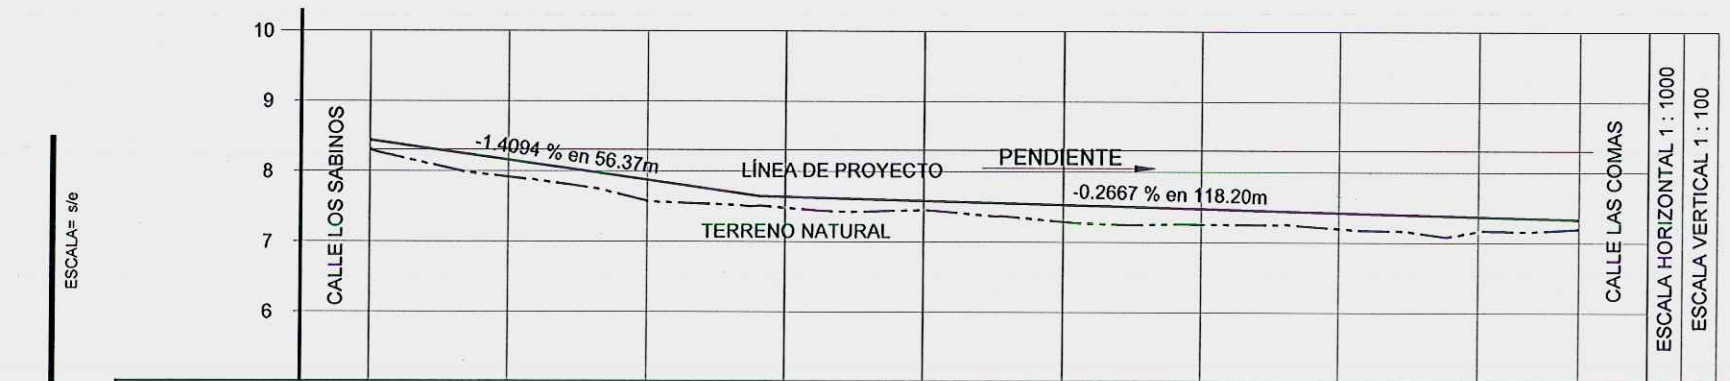 10
9
8
7
6
ESCALA= s/e
CALLE LOS SABINOS
-1.4094 % en 56.37m
LÍNEA DE PROYECTO
PENDIENTE
-0.2667 % en 118.20m
TERRENO NATURAL
CALLE LAS COMAS
ESCALA HORIZONTAL 1 : 1000
ESCALA VERTICAL 1 : 100